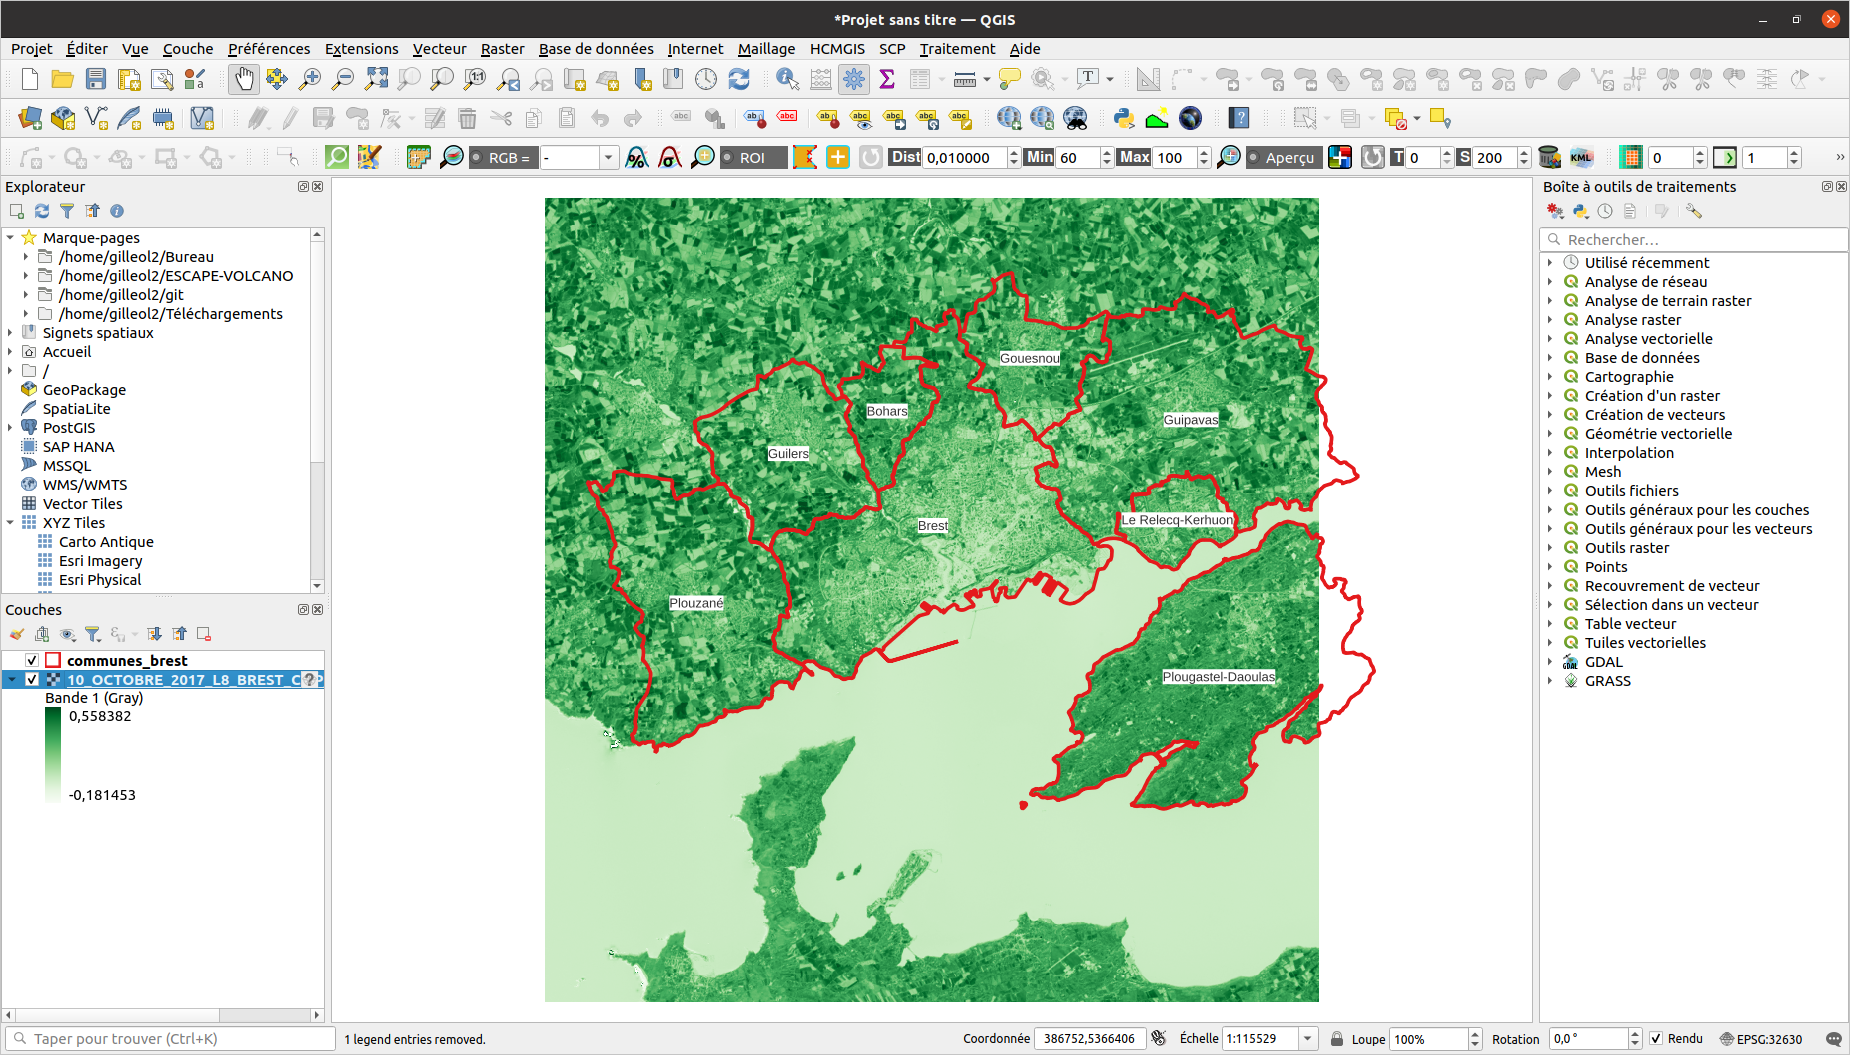 *Projet sans titre — QGIS
Projet Éditer Vue Couche Préférences Extensions Vecteur Raster Base de données Internet Maillage HCMGIS SCP Traitement Aide
RGB = - ROI Dist 0,010000 Min 60 Max 100 Aperçu T 0 S 200 KML 0 1 »
Explorateur
Marque-pages
/home/gilleol2/Bureau
/home/gilleol2/ESCAPE-VOLCANO
/home/gilleol2/git
/home/gilleol2/Téléchargements
Signets spatiaux
Accueil
/
GeoPackage
SpatiaLite
PostGIS
SAP HANA
MSSQL
WMS/WMTS
Vector Tiles
XYZ Tiles
Carto Antique
Esri Imagery
Esri Physical
Couches
communes_brest
10_OCTOBRE_2017_L8_BREST_C
Bande 1 (Gray)
0,558382
-0,181453
Gouesnou
Bohars
Guipavas
Guilers
Brest
Le Relecq-Kerhuon
Plouzané
Plougastel-Daoulas
Boîte à outils de traitements
Rechercher...
Utilisé récemment
Analyse de réseau
Analyse de terrain raster
Analyse raster
Analyse vectorielle
Base de données
Cartographie
Création d'un raster
Création de vecteurs
Géométrie vectorielle
Interpolation
Mesh
Outils fichiers
Outils généraux pour les couches
Outils généraux pour les vecteurs
Outils raster
Points
Recouvrement de vecteur
Sélection dans un vecteur
Table vecteur
Tuiles vectorielles
GDAL
GRASS
Taper pour trouver (Ctrl+K) 1 legend entries removed. Coordonnée 386752,5366406 Échelle 1:115529 Loupe 100% Rotation 0,0 ° Rendu EPSG:32630